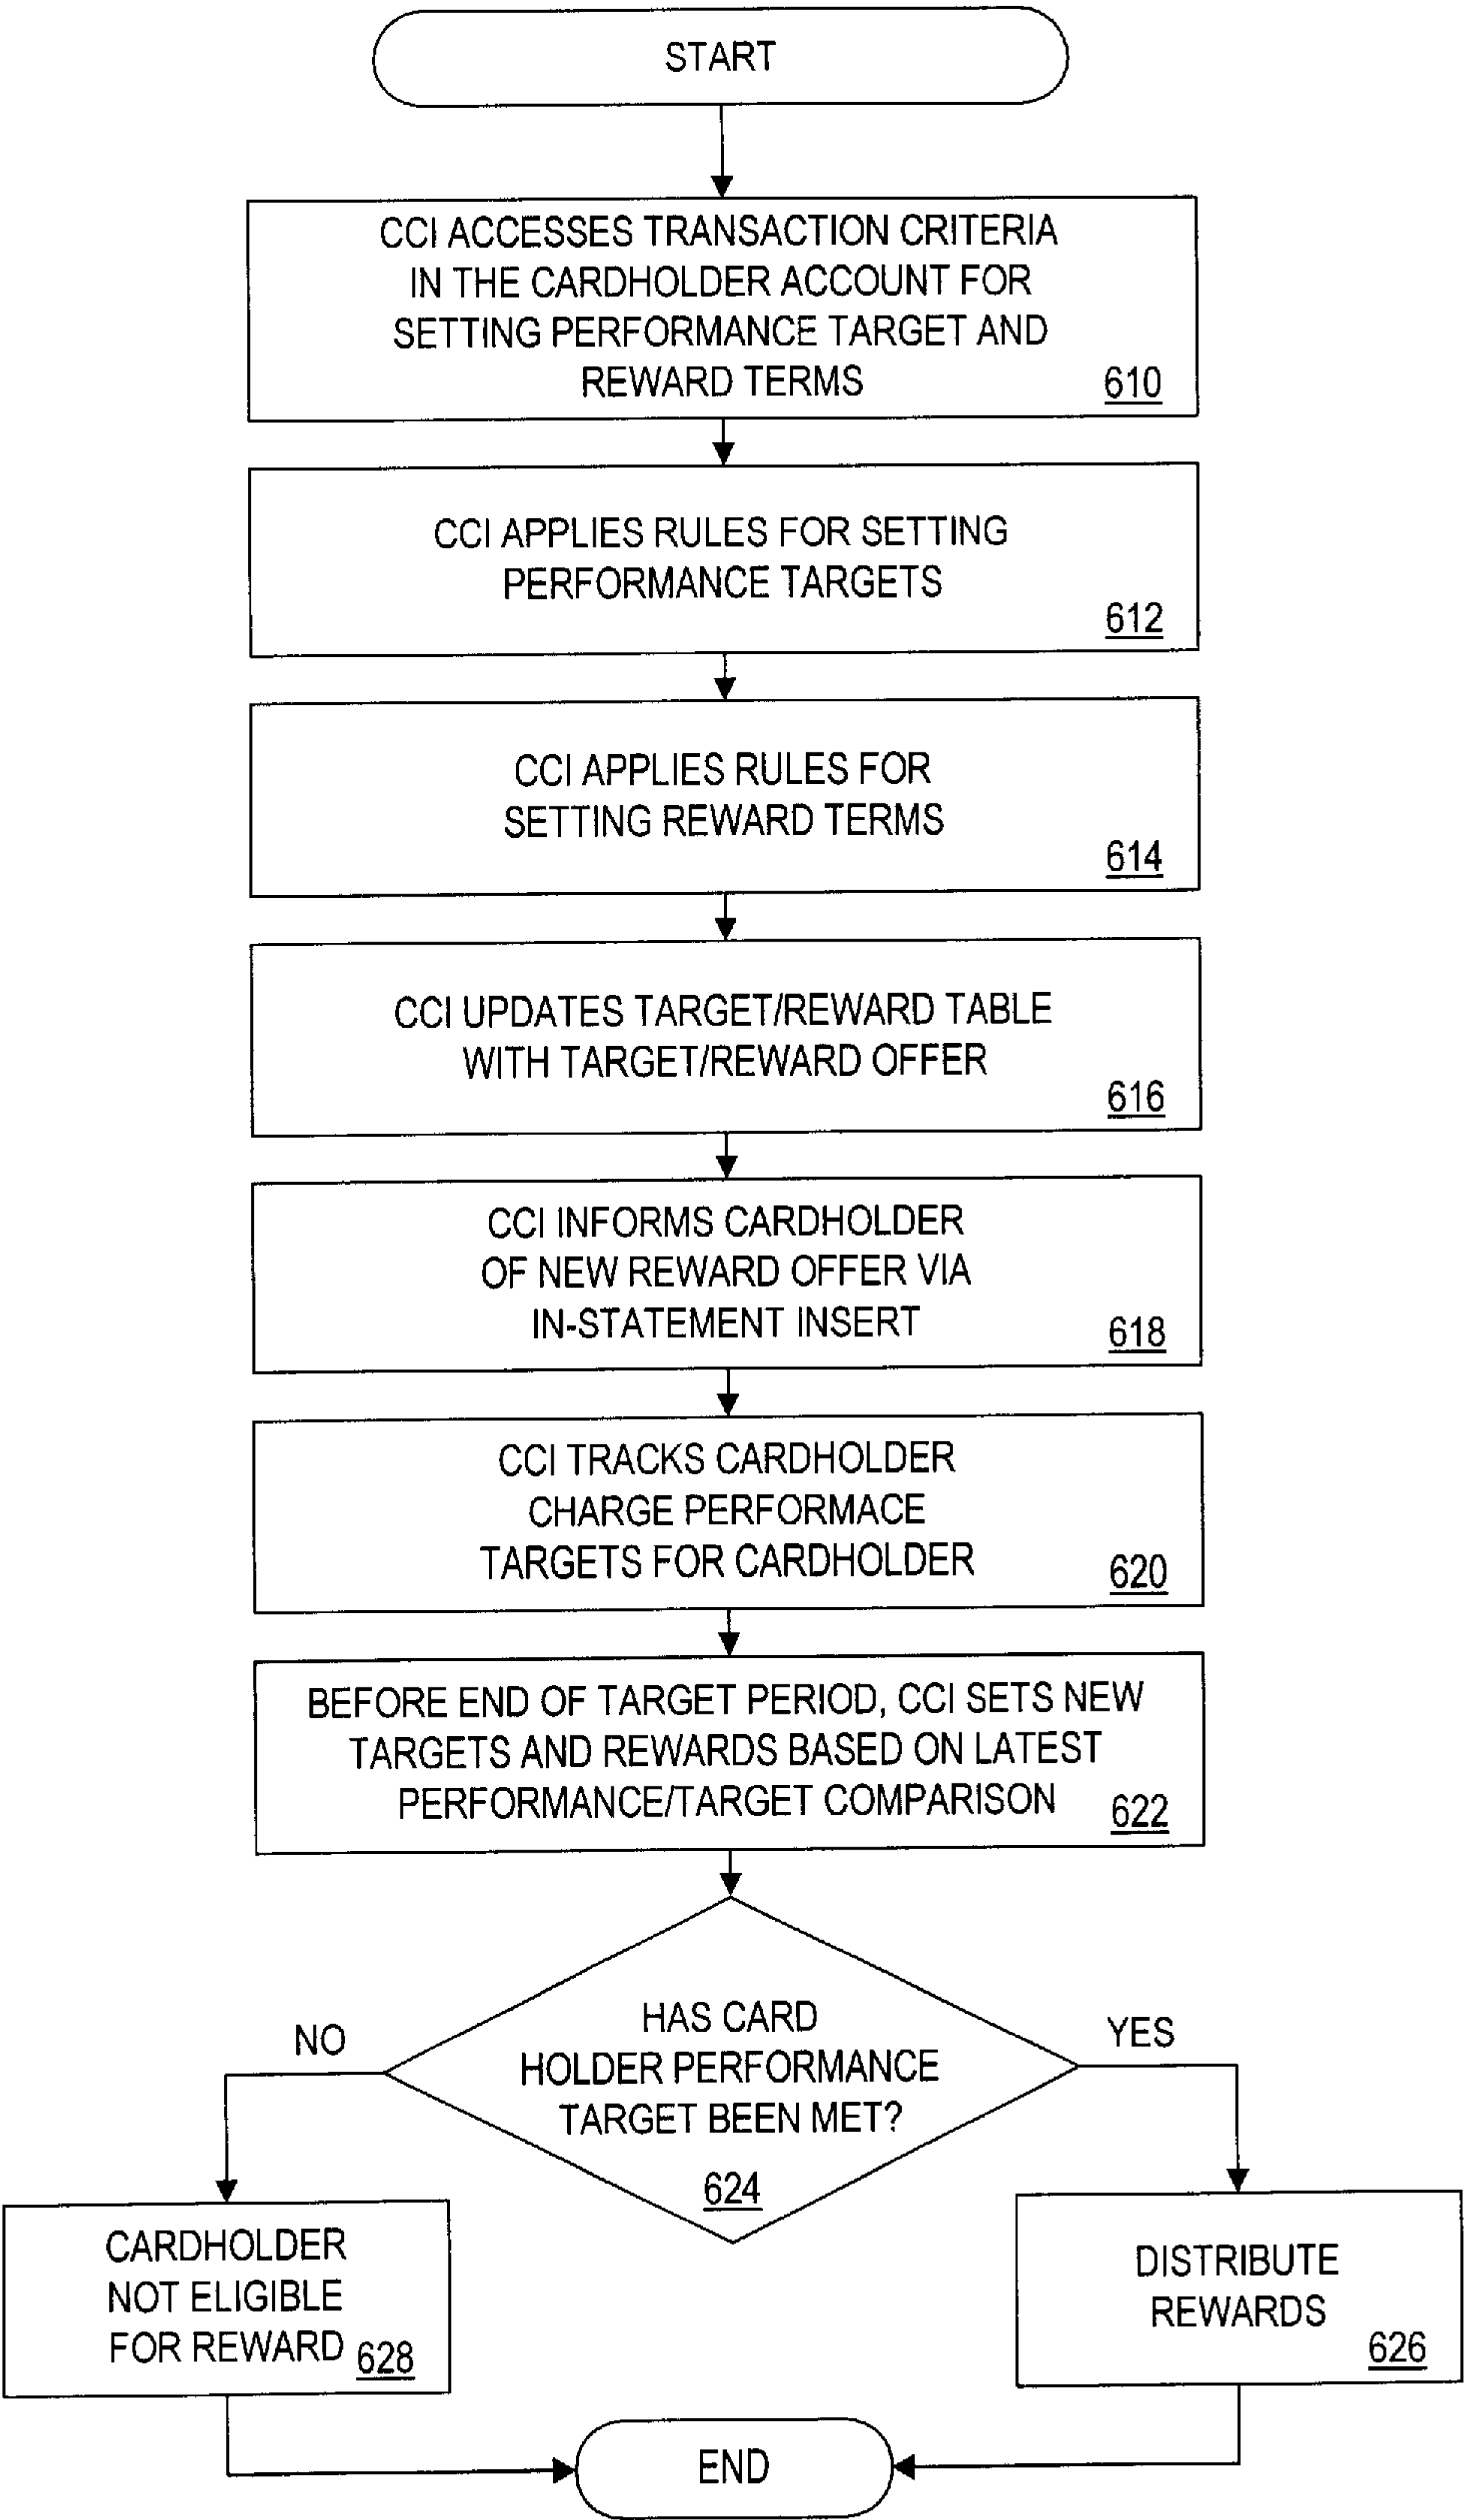 START
CCI ACCESSES TRANSACTION CRITERIA
IN THE CARDHOLDER ACCOUNT FOR
SETTING PERFORMANCE TARGET AND
REWARD TERMS 610
CCI APPLIES RULES FOR SETTING
PERFORMANCE TARGETS
612
CCI APPLIES RULES FOR
SETTING REWARD TERMS
614
CCI UPDATES TARGET/REWARD TABLE
WITH TARGET/REWARD OFFER
616
CCI INFORMS CARDHOLDER
OF NEW REWARD OFFER VIA
IN-STATEMENT INSERT
618
CCI TRACKS CARDHOLDER
CHARGE PERFORMACE
TARGETS FOR CARDHOLDER
620
BEFORE END OF TARGET PERIOD, CCI SETS NEW
TARGETS AND REWARDS BASED ON LATEST
PERFORMANCE/TARGET COMPARISON
622
HAS CARD
HOLDER PERFORMANCE
TARGET BEEN MET?
624
NO
YES
CARDHOLDER
NOT ELIGIBLE
FOR REWARD
628
DISTRIBUTE
REWARDS
626
END